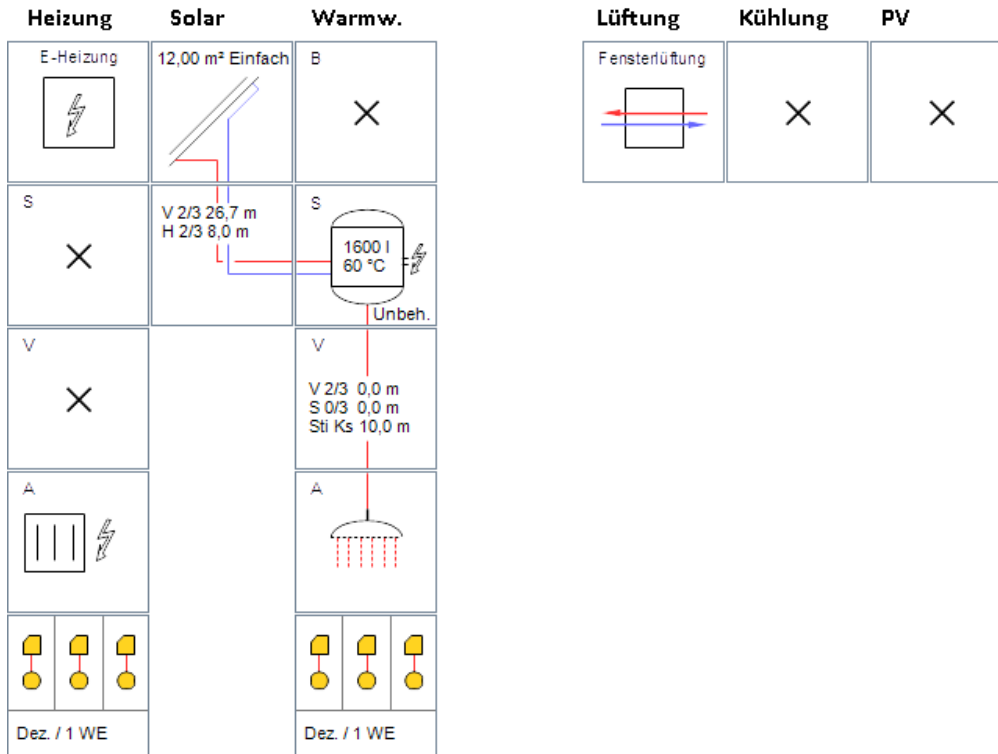 Heizung Solar Warmw. Lüftung Kühlung PV
E-Heizung
12,00 m² Einfach
B
Fensterlüftung
S
V 2/3 26,7 m
H 2/3 8,0 m
S
1600 l
60 °C
Unbeh.
V
V
V 2/3 0,0 m
S 0/3 0,0 m
Sti Ks 10,0 m
A
A
Dez. / 1 WE
Dez. / 1 WE